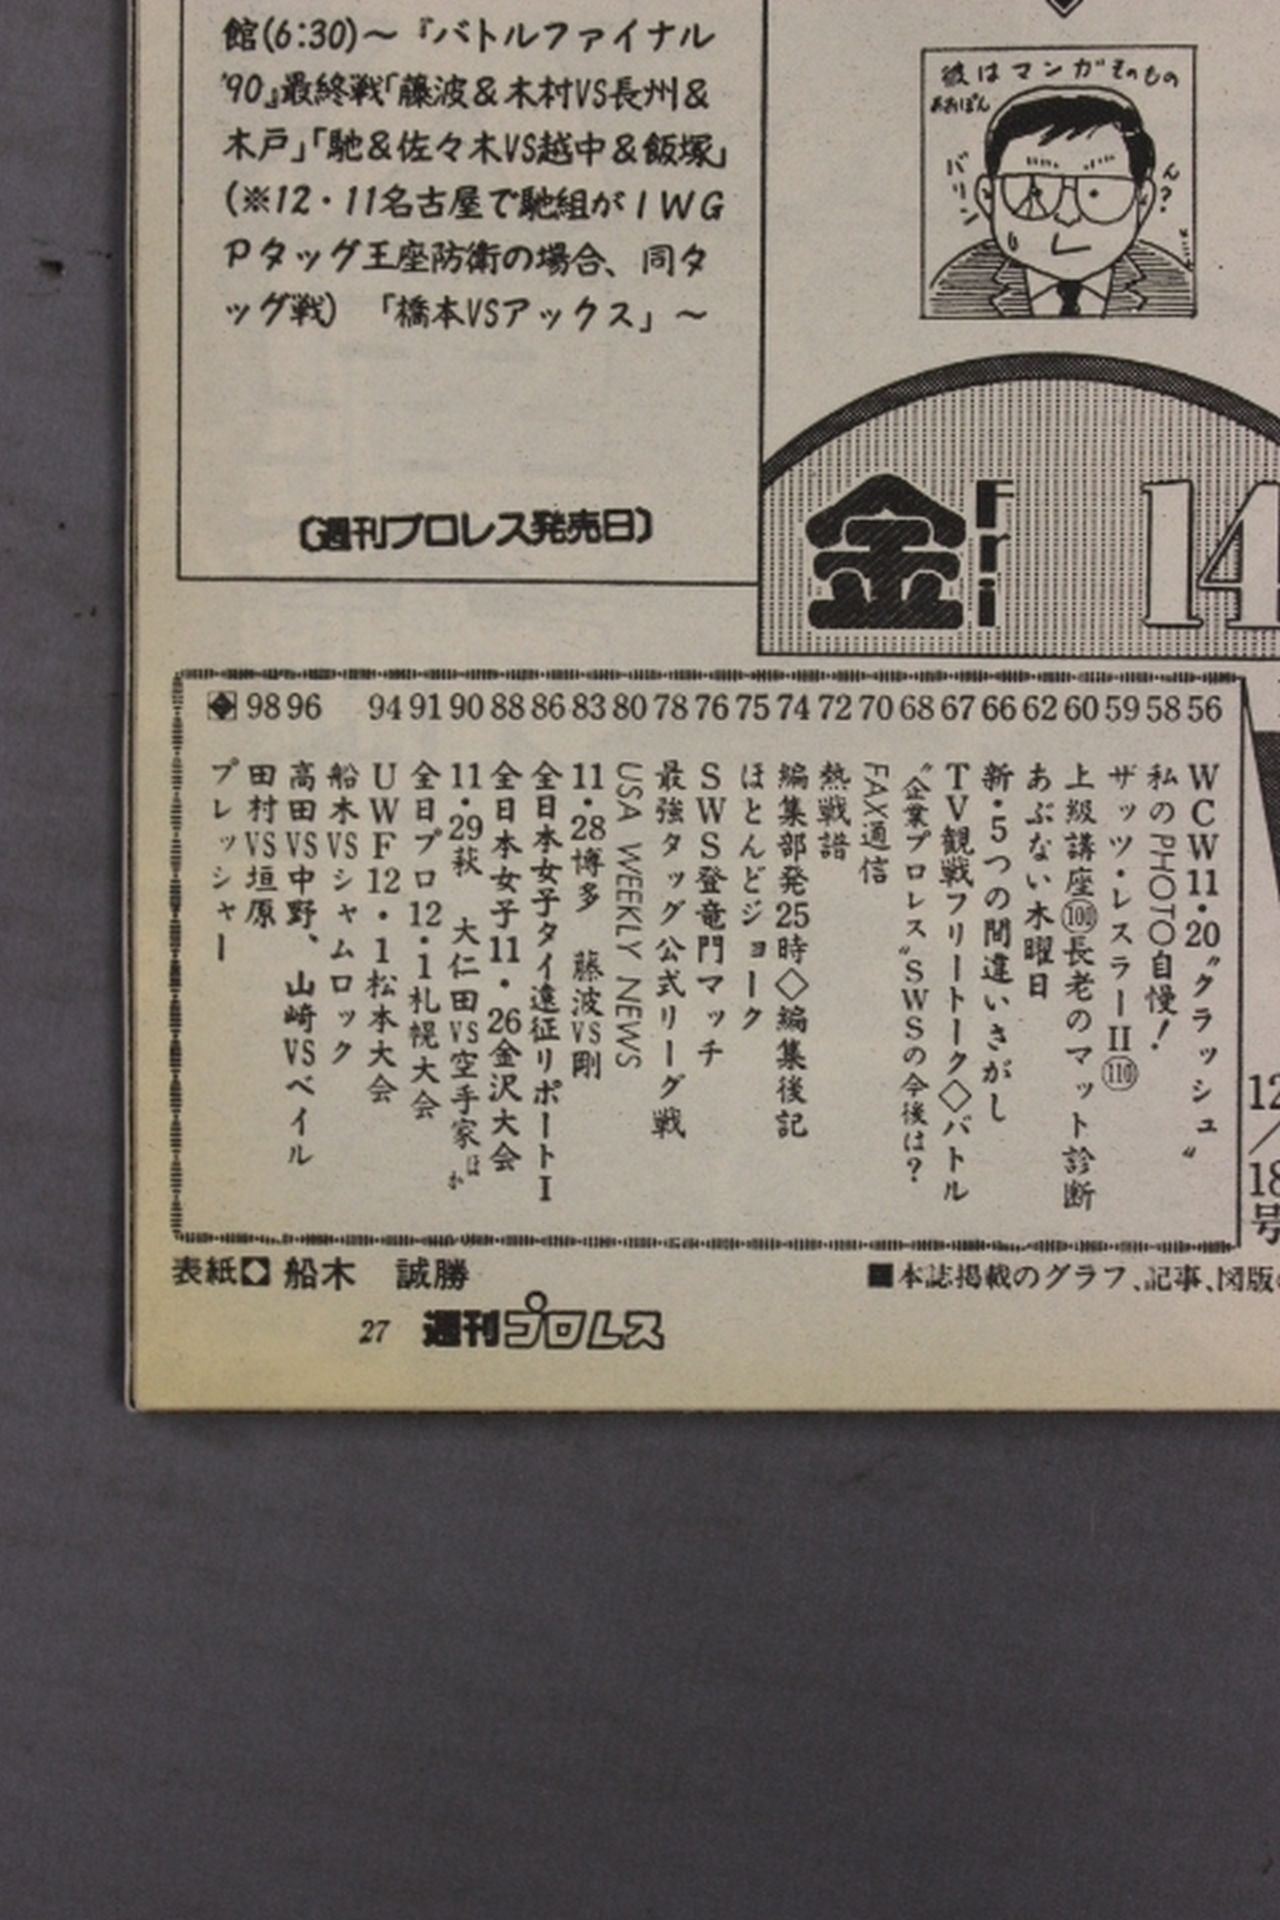 館(6:30)〜『バトルファイナル
'90』最終戦「藤波&木村VS長州&
木戸」「馳&佐々木VS越中&飯塚」
(※12・11名古屋で馳組がIWG
Pタッグ王座防衛の場合、同タ
ッグ戦) 「橋本VSアックス」〜
〔週刊プロレス発売日〕
彼はマンガそのもの
あおぽん
バリン
ん?
金
Fri
14
56 WCW11・20〝クラッシュ〟
58 私のPHOTO自慢!
59 ザッツ・レスラーII(110)
60 上級講座(100)長老のマット診断
62 あぶない木曜日
66 新・5つの間違いさがし
67 TV観戦フリートーク◇バトル
68 〝企業プロレス〟SWSの今後は?
70 FAX通信
72 熱戦譜
74 編集部発25時◇編集後記
75 ほとんどジョーク
76 SWS登竜門マッチ
78 最強タッグ公式リーグ戦
80 USA WEEKLY NEWS
83 11・28博多 藤波VS剛
86 全日本女子タイ遠征リポートI
88 全日本女子11・26金沢大会
90 11・29萩 大仁田VS空手家ほか
91 全日プロ12・1札幌大会
94 UWF12・1松本大会
船木VSシャムロック
96 高田VS中野、山崎VSベイル
98 田村VS垣原
プレッシャー
12/18号
表紙 船木 誠勝
■本誌掲載のグラフ、記事、図版
27 週刊プロレス